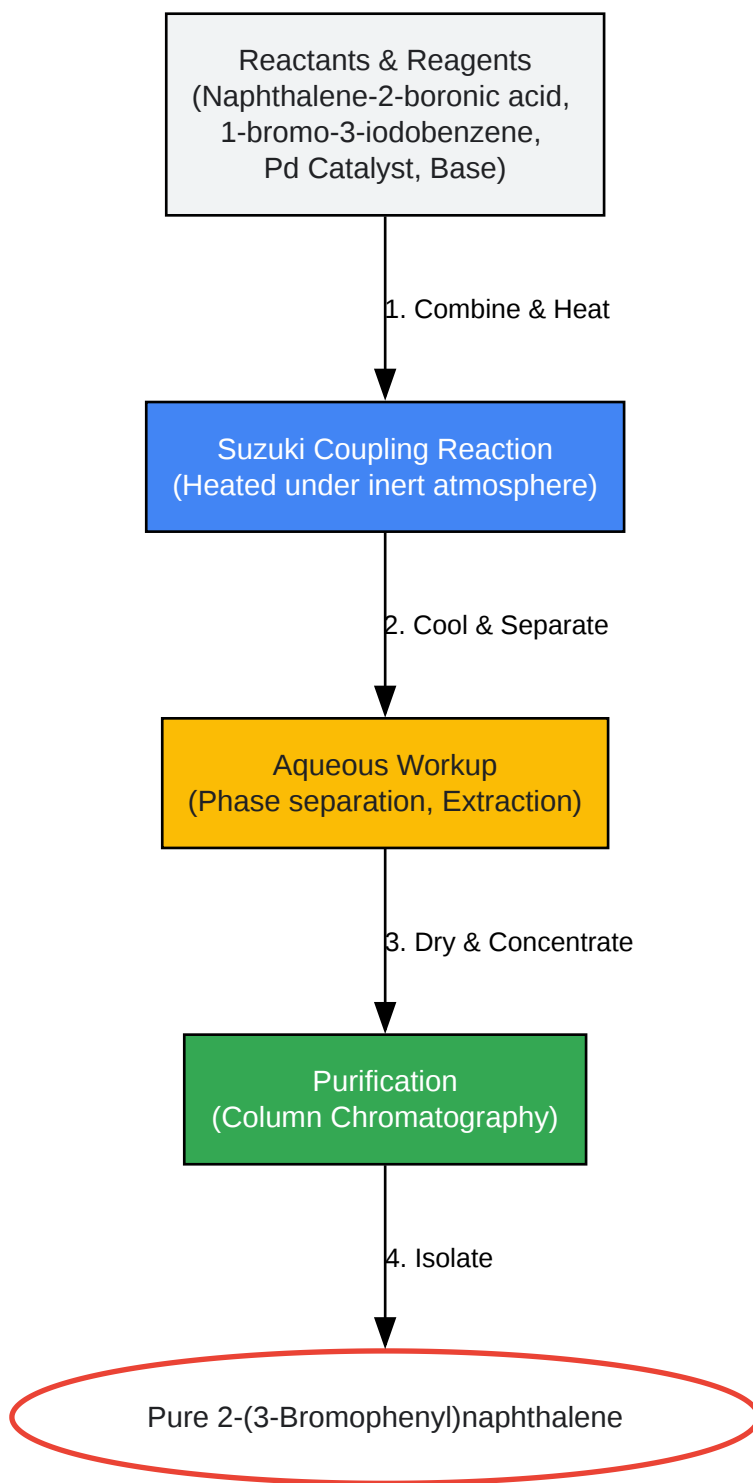 Reactants & Reagents
(Naphthalene-2-boronic acid,
1-bromo-3-iodobenzene,
Pd Catalyst, Base)
1. Combine & Heat
Suzuki Coupling Reaction
(Heated under inert atmosphere)
2. Cool & Separate
Aqueous Workup
(Phase separation, Extraction)
3. Dry & Concentrate
Purification
(Column Chromatography)
4. Isolate
Pure 2-(3-Bromophenyl)naphthalene